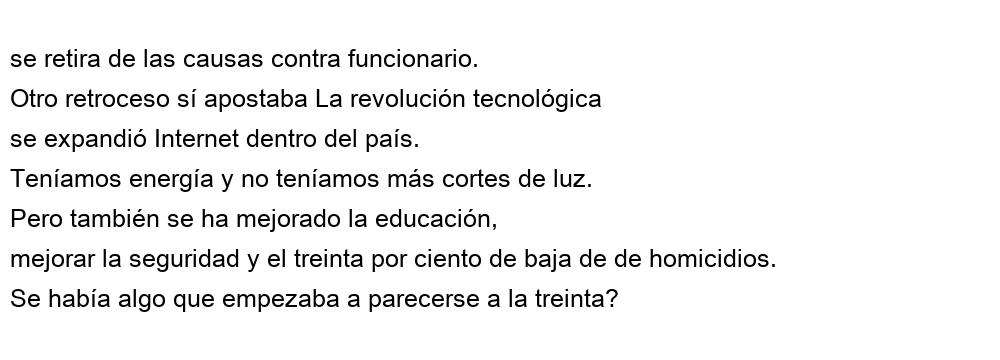 se retira de las causas contra funcionario.
Otro retroceso sí apostaba La revolución tecnológica
se expandió Internet dentro del país.
Teníamos energía y no teníamos más cortes de luz.
Pero también se ha mejorado la educación,
mejorar la seguridad y el treinta por ciento de baja de de homicidios.
Se había algo que empezaba a parecerse a la treinta?